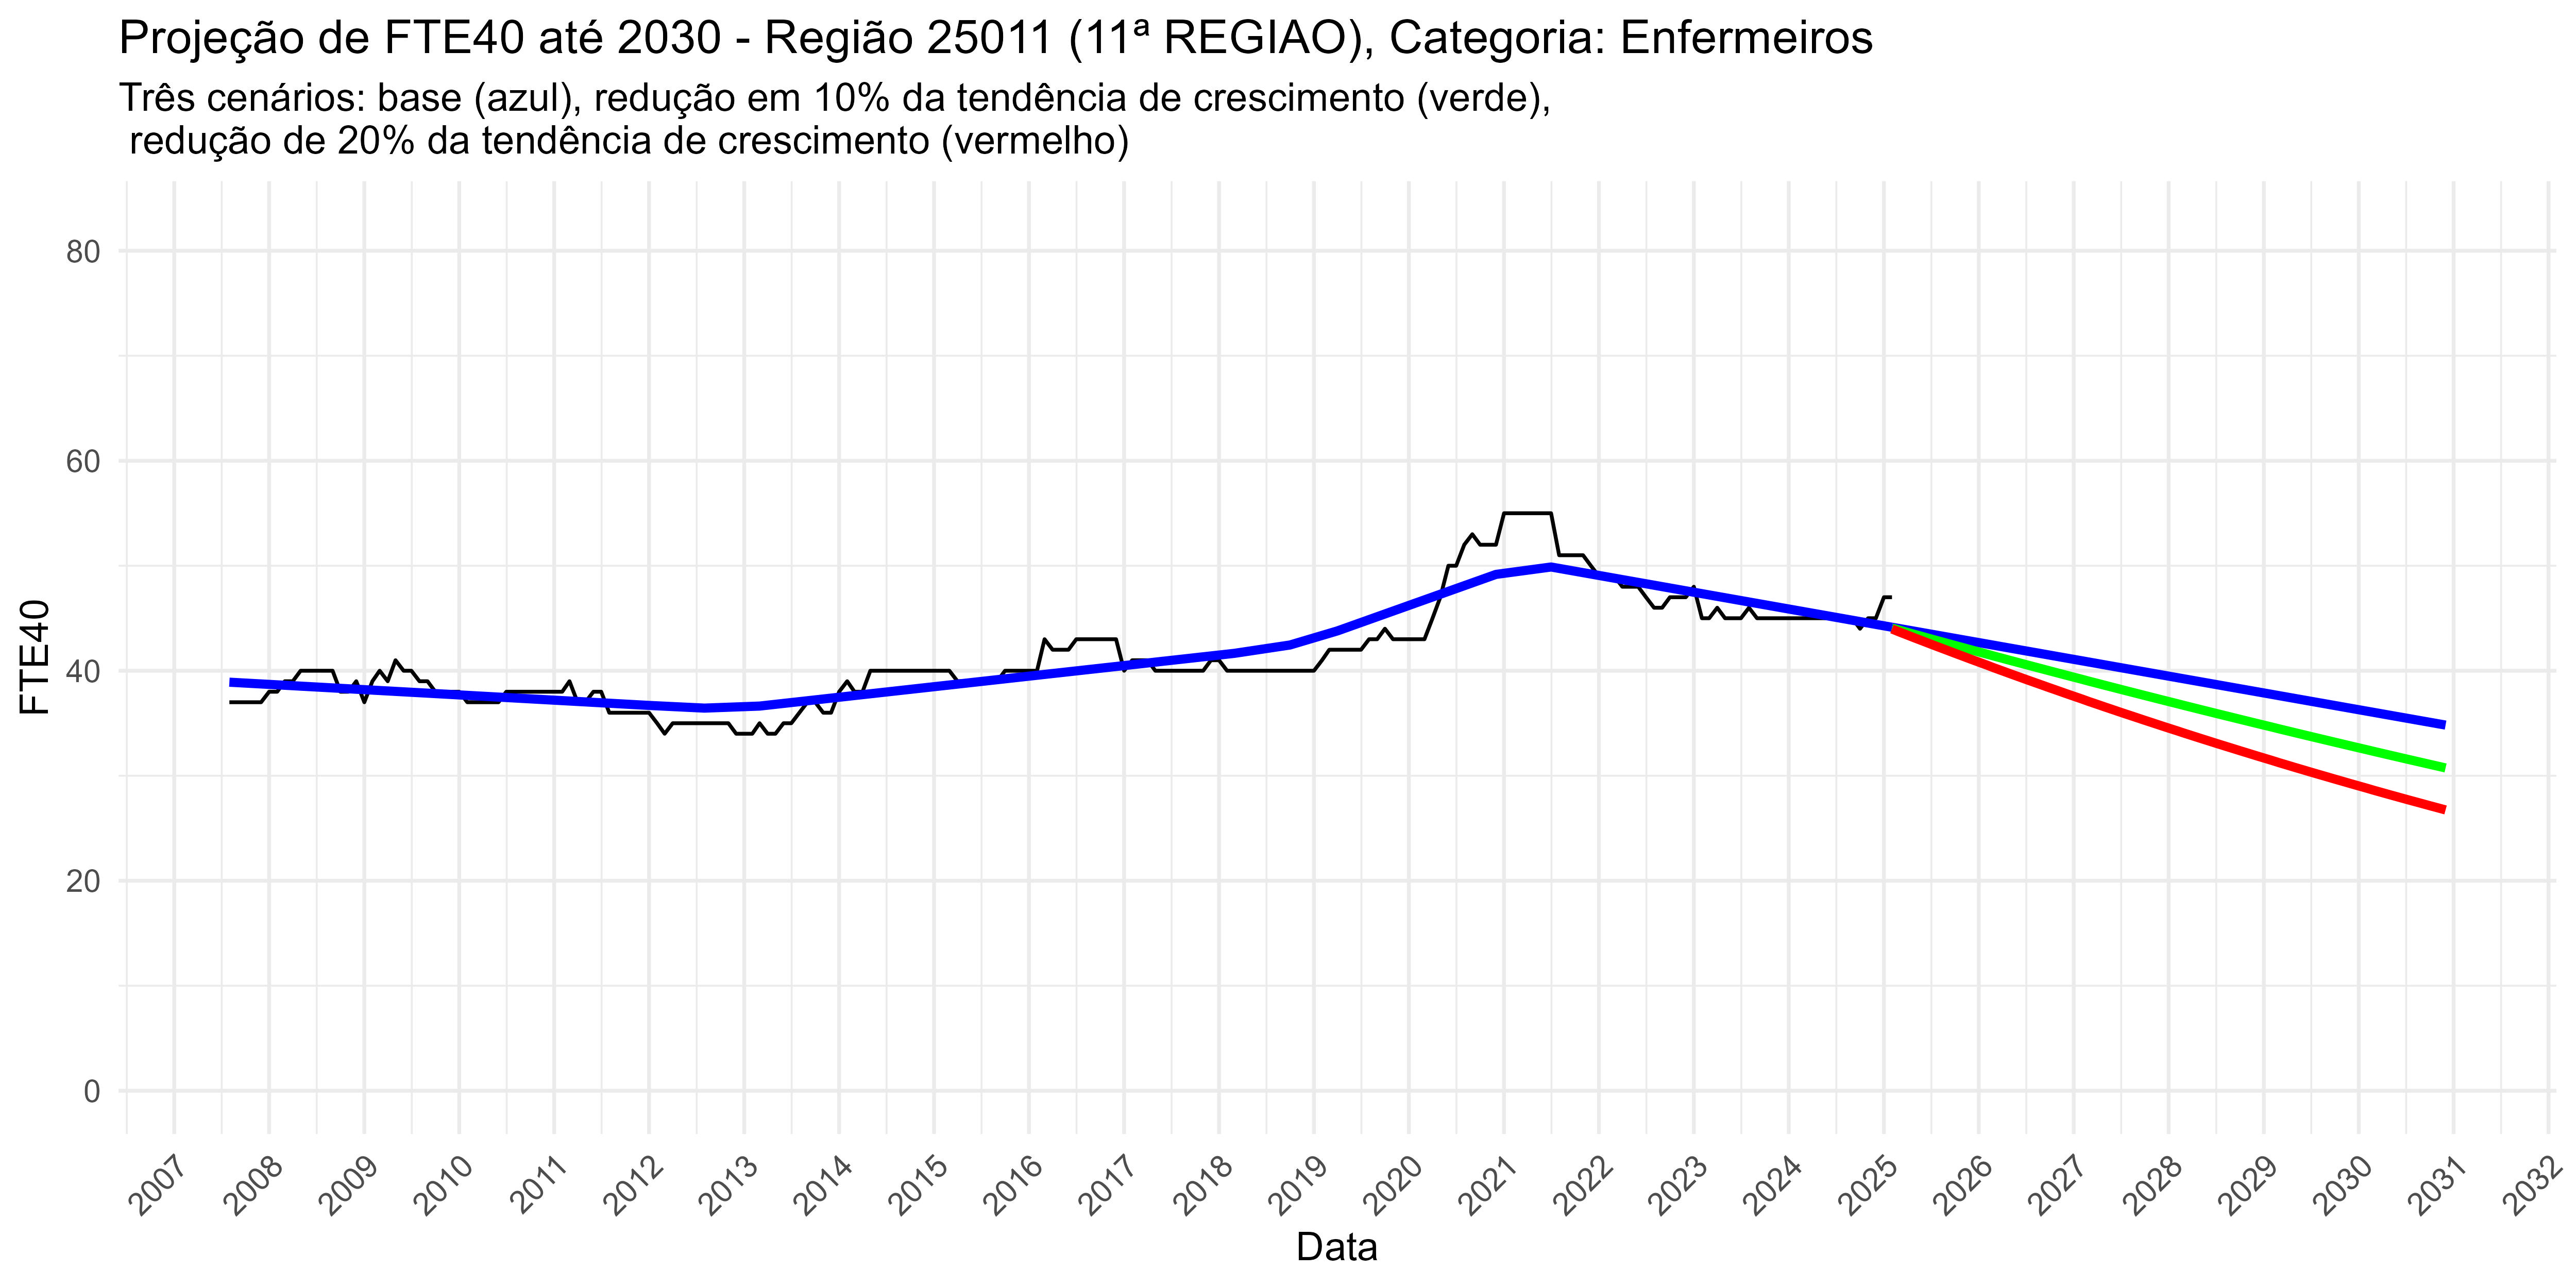 Projeção de FTE40 até 2030 - Região 25011 (11ª REGIAO), Categoria: Enfermeiros
Três cenários: base (azul), redução em 10% da tendência de crescimento (verde),
redução de 20% da tendência de crescimento (vermelho)
80
60
40
20
0
FTE40
2007 2008 2009 2010 2011 2012 2013 2014 2015 2016 2017 2018 2019 2020 2021 2022 2023 2024 2025 2026 2027 2028 2029 2030 2031 2032
Data